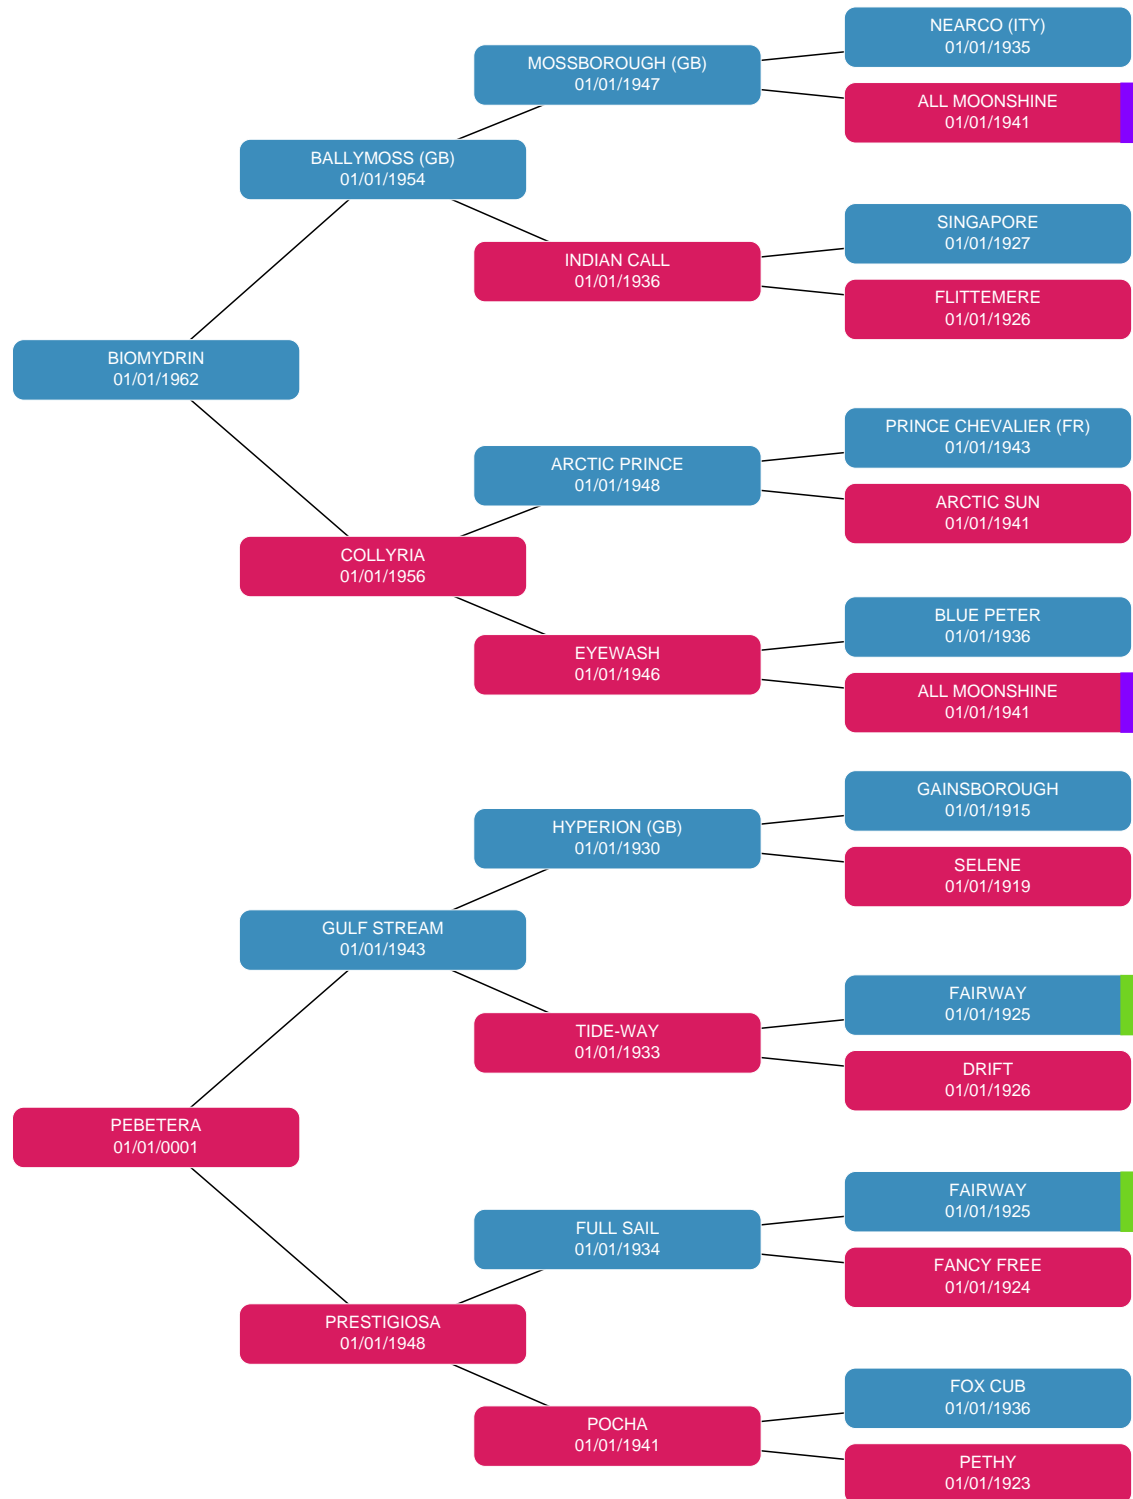 NEARCO (ITY)
01/01/1935
MOSSBOROUGH (GB)
01/01/1947
ALL MOONSHINE
01/01/1941
BALLYMOSS (GB)
01/01/1954
SINGAPORE
01/01/1927
INDIAN CALL
01/01/1936
FLITTEMERE
01/01/1926
BIOMYDRIN
01/01/1962
PRINCE CHEVALIER (FR)
01/01/1943
ARCTIC PRINCE
01/01/1948
ARCTIC SUN
01/01/1941
COLLYRIA
01/01/1956
BLUE PETER
01/01/1936
EYEWASH
01/01/1946
ALL MOONSHINE
01/01/1941
GAINSBOROUGH
01/01/1915
HYPERION (GB)
01/01/1930
SELENE
01/01/1919
GULF STREAM
01/01/1943
FAIRWAY
01/01/1925
TIDE-WAY
01/01/1933
DRIFT
01/01/1926
PEBETERA
01/01/0001
FAIRWAY
01/01/1925
FULL SAIL
01/01/1934
FANCY FREE
01/01/1924
PRESTIGIOSA
01/01/1948
FOX CUB
01/01/1936
POCHA
01/01/1941
PETHY
01/01/1923